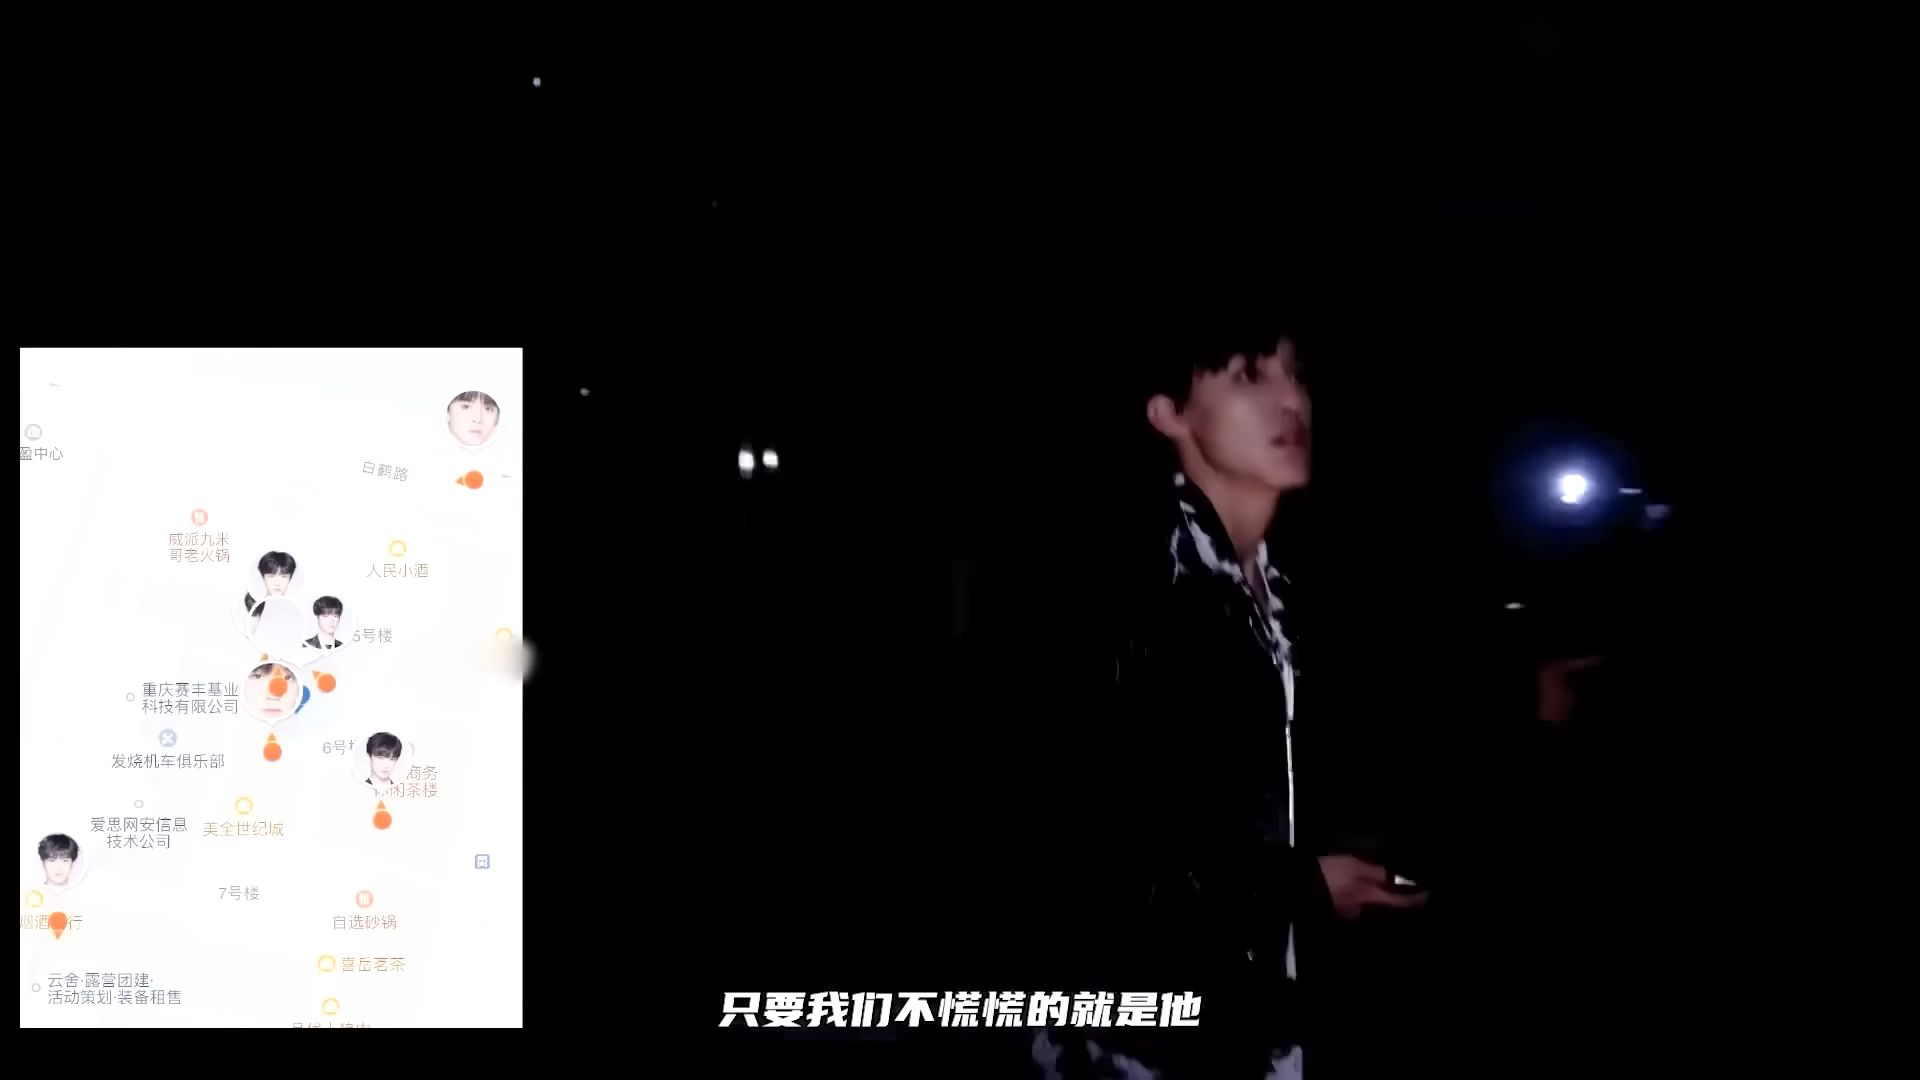 盈中心
白鹤路
威派九米
哥老火锅
人民小酒
5号楼
重庆赛丰基业
科技有限公司
6号
发烧机车俱乐部
商务
休闲茶楼
爱思网安信息
技术公司
美全世纪城
7号楼
烟酒
行
自选砂锅
喜岳茗茶
云舍·露营团建·
活动策划·装备租售
只要我们不慌慌的就是他